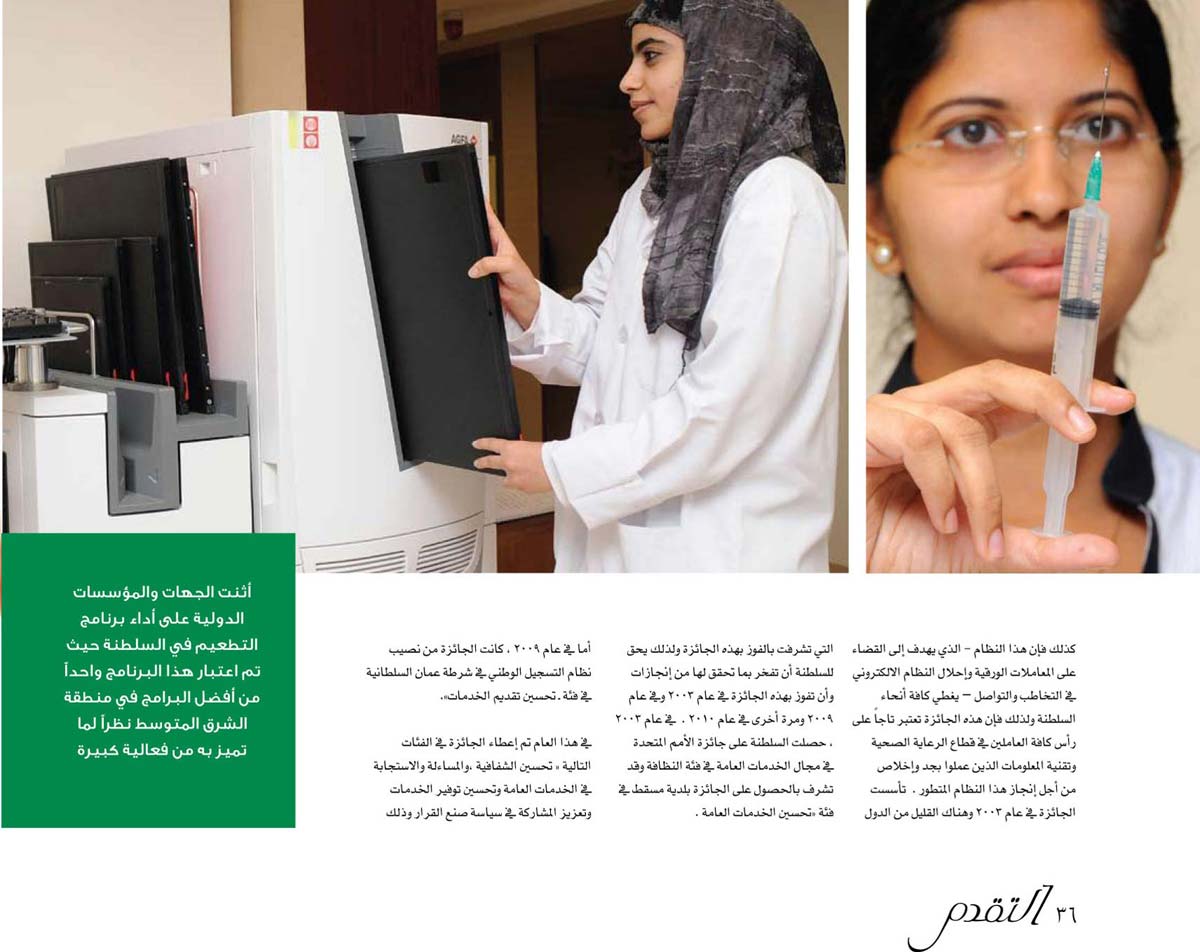 AGFA
أثنت الجهات والمؤسسات
الدولية على أداء برنامج
التطعيم في السلطنة حيث
تم اعتبار هذا البرنامج واحداً
من أفضل البرامج في منطقة
الشرق المتوسط نظراً لما
تميز به من فعالية كبيرة
كذلك فإن هذا النظام - الذي يهدف إلى القضاء
على المعاملات الورقية وإحلال النظام الالكتروني
في التخاطب والتواصل – يغطي كافة أنحاء
السلطنة ولذلك فإن هذه الجائزة تعتبر تاجاً على
رأس كافة العاملين في قطاع الرعاية الصحية
وتقنية المعلومات الذين عملوا بجد وإخلاص
من أجل إنجاز هذا النظام المتطور . تأسست
الجائزة في عام ٢٠٠٣ وهناك القليل من الدول
التي تشرفت بالفوز بهذه الجائزة ولذلك يحق
للسلطنة أن تفخر بما تحقق لها من إنجازات
وأن تفوز بهذه الجائزة في عام ٢٠٠٣ وفي عام
٢٠٠٩ ومرة أخرى في عام ٢٠١٠ . في عام ٢٠٠٣
، حصلت السلطنة على جائزة الأمم المتحدة
في مجال الخدمات العامة في فئة النظافة وقد
تشرف بالحصول على الجائزة بلدية مسقط في
فئة «تحسين الخدمات العامة .
أما في عام ٢٠٠٩ ، كانت الجائزة من نصيب
نظام التسجيل الوطني في شرطة عمان السلطانية
في فئة . تحسين تقديم الخدمات».
في هذا العام تم إعطاء الجائزة في الفئات
التالية « تحسين الشفافية ،والمساءلة والاستجابة
في الخدمات العامة وتحسين توفير الخدمات
وتعزيز المشاركة في سياسة صنع القرار وذلك
٣٦ التقدم